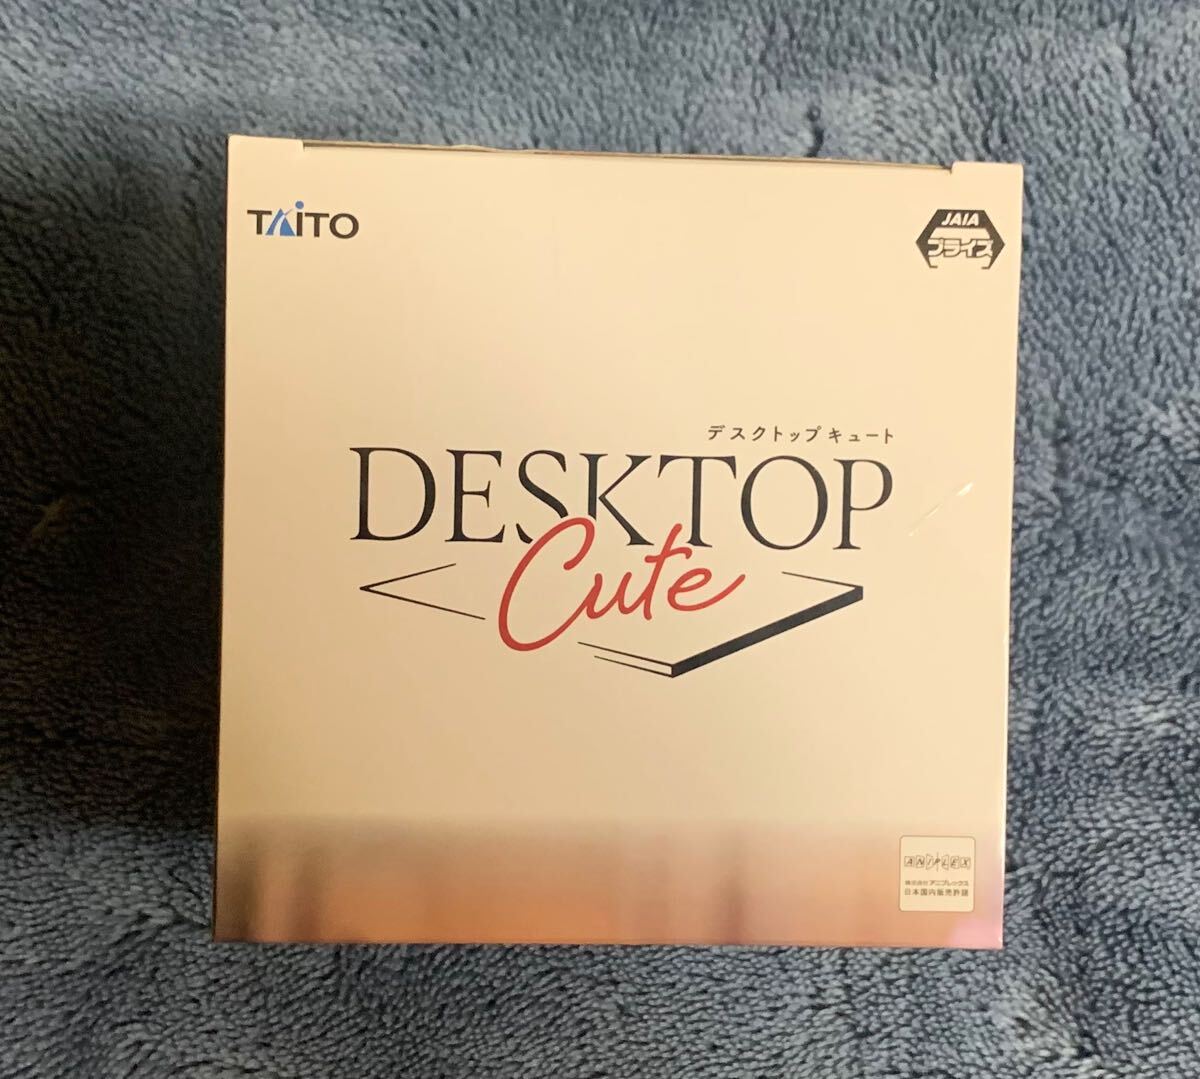 TAITO
JAIA
プライズ
デスクトップ キュート
DESKTOP
Cute
ANIPLEX
株式会社アニプレックス
日本国内販売許諾